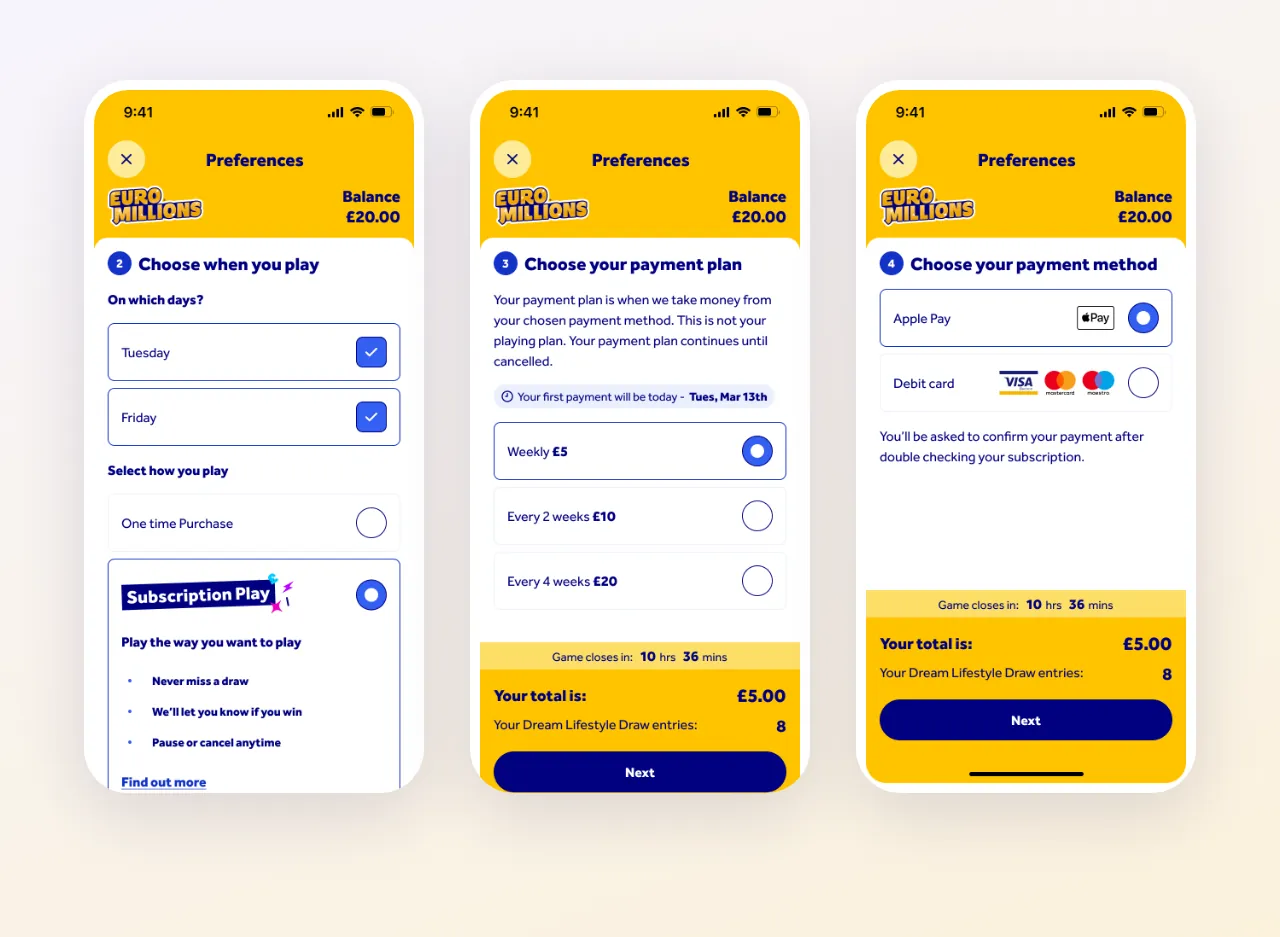 9:41
Preferences
EURO
MILLIONS
Balance
£20.00
2 Choose when you play
On which days?
Tuesday
Friday
Select how you play
One time Purchase
Subscription Play
Play the way you want to play
• Never miss a draw
• We'll let you know if you win
• Pause or cancel anytime
Find out more
9:41
Preferences
EURO
MILLIONS
Balance
£20.00
3 Choose your payment plan
Your payment plan is when we take money from
your chosen payment method. This is not your
playing plan. Your payment plan continues until
cancelled.
Your first payment will be today - Tues, Mar 13th
Weekly £5
Every 2 weeks £10
Every 4 weeks £20
Game closes in: 10 hrs 36 mins
Your total is: £5.00
Your Dream Lifestyle Draw entries: 8
Next
9:41
Preferences
EURO
MILLIONS
Balance
£20.00
4 Choose your payment method
Apple Pay Pay
Debit card VISA mastercard maestro
You'll be asked to confirm your payment after
double checking your subscription.
Game closes in: 10 hrs 36 mins
Your total is: £5.00
Your Dream Lifestyle Draw entries: 8
Next